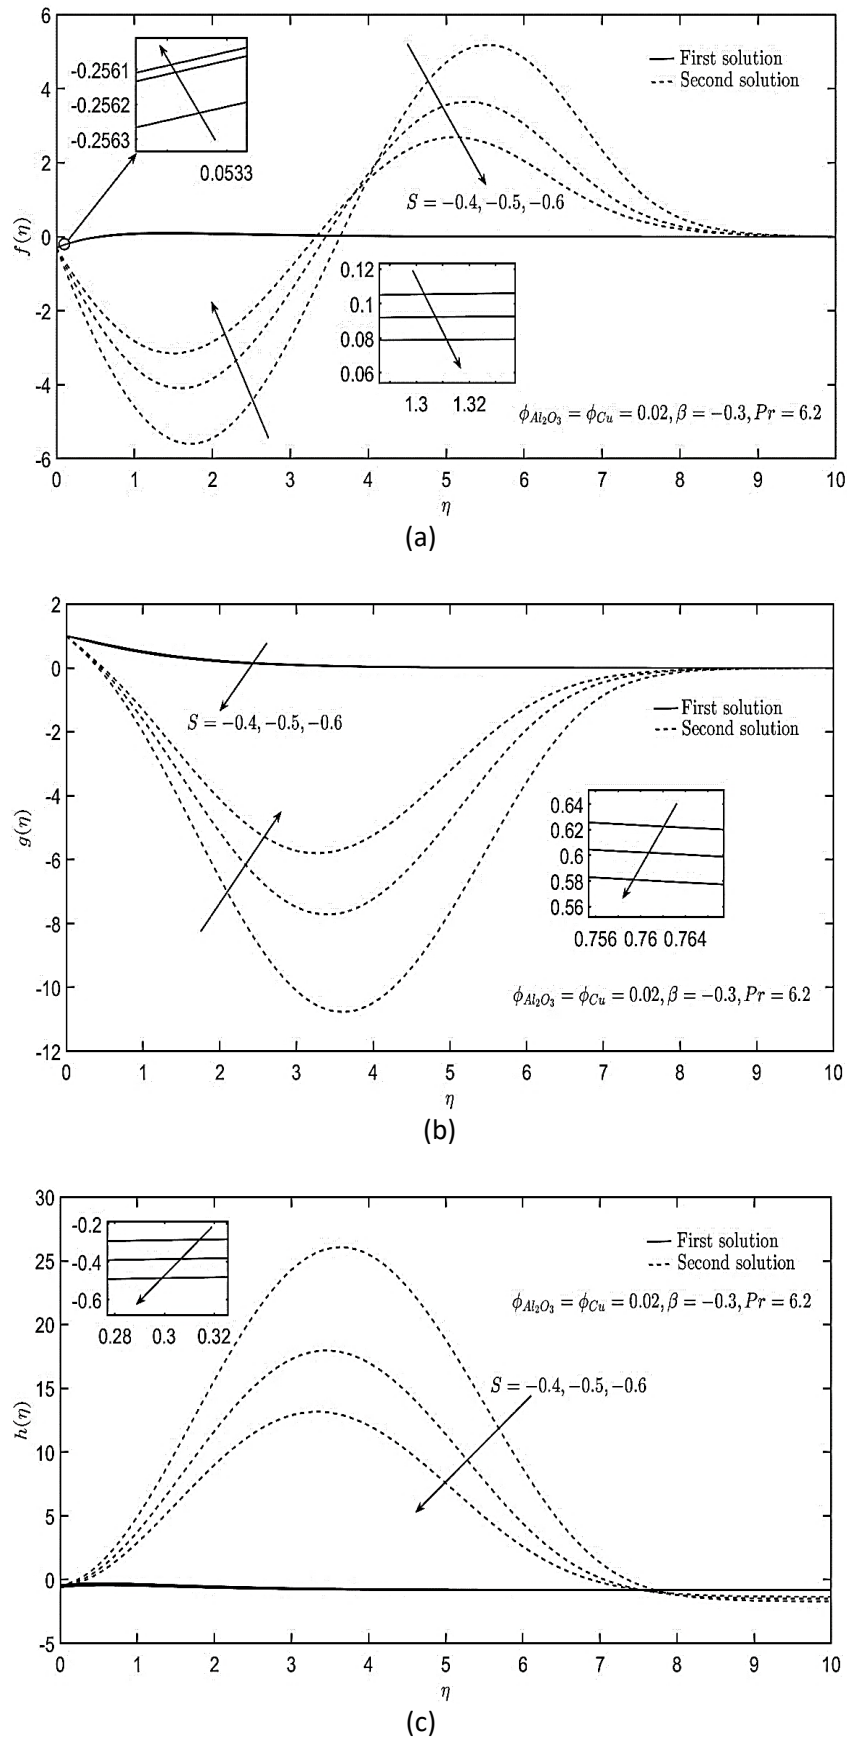 6
4
2
0
-2
-4
-6
f(η)
-0.2561
-0.2562
-0.2563
0.0533
First solution
Second solution
S = −0.4, −0.5, −0.6
0.12
0.1
0.08
0.06
1.3 1.32
ϕAl₂O₃ = ϕCu = 0.02, β = −0.3, Pr = 6.2
0 1 2 3 4 5 6 7 8 9 10
η
(a)
2
0
-2
-4
-6
-8
-10
-12
g(η)
S = −0.4, −0.5, −0.6
First solution
Second solution
0.64
0.62
0.6
0.58
0.56
0.756 0.76 0.764
ϕAl₂O₃ = ϕCu = 0.02, β = −0.3, Pr = 6.2
0 1 2 3 4 5 6 7 8 9 10
η
(b)
30
25
20
15
10
5
0
-5
h(η)
-0.2
-0.4
-0.6
0.28 0.3 0.32
First solution
Second solution
ϕAl₂O₃ = ϕCu = 0.02, β = −0.3, Pr = 6.2
S = −0.4, −0.5, −0.6
0 1 2 3 4 5 6 7 8 9 10
η
(c)